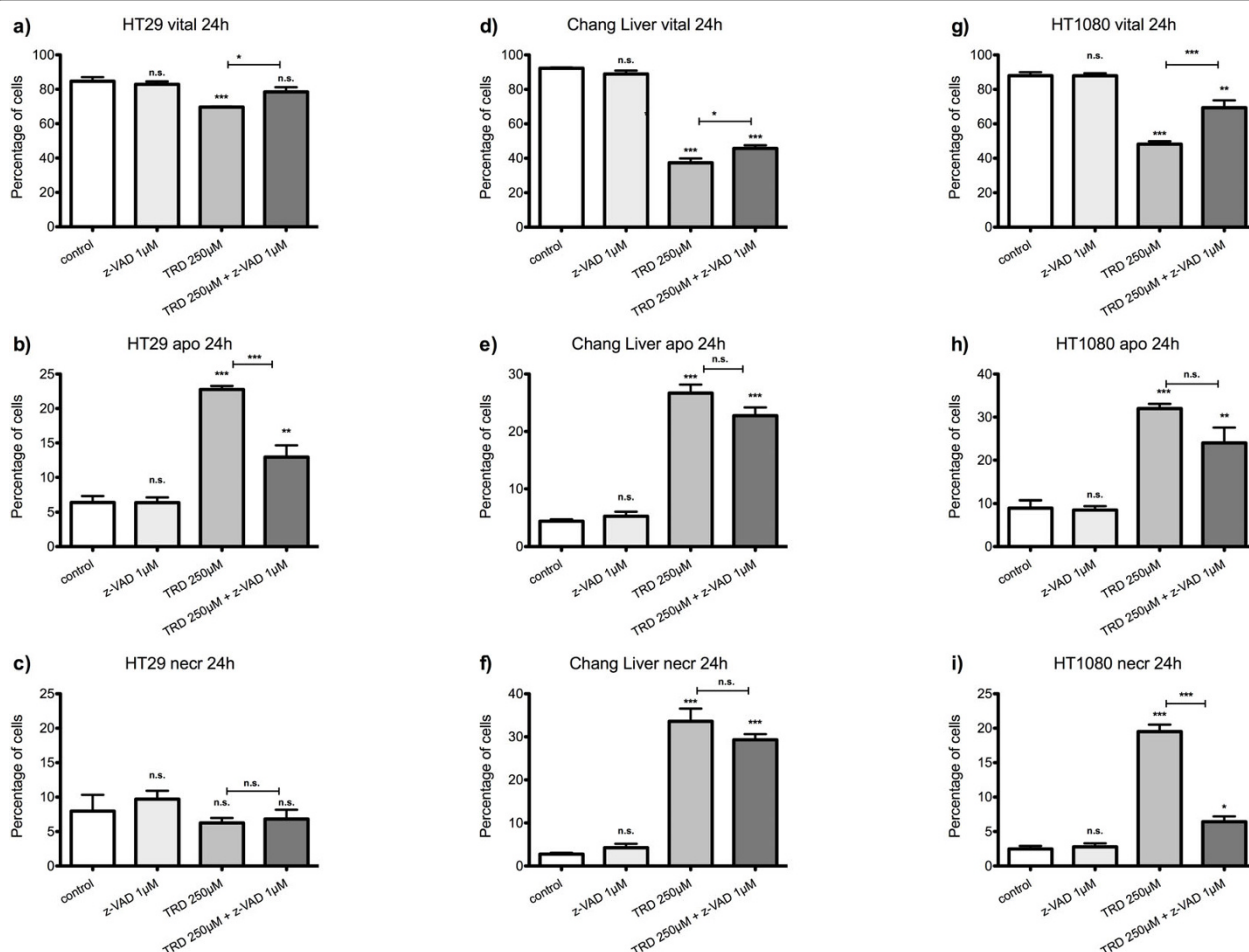 a)
HT29 vital 24h
Percentage of cells
100
80
60
40
20
0
n.s.
***
*
n.s.
control
z-VAD 1µM
TRD 250µM
TRD 250µM + z-VAD 1µM
d)
Chang Liver vital 24h
Percentage of cells
100
80
60
40
20
0
n.s.
***
*
***
control
z-VAD 1µM
TRD 250µM
TRD 250µM + z-VAD 1µM
g)
HT1080 vital 24h
Percentage of cells
100
80
60
40
20
0
n.s.
***
***
**
control
z-VAD 1µM
TRD 250µM
TRD 250µM + z-VAD 1µM
b)
HT29 apo 24h
Percentage of cells
25
20
15
10
5
0
n.s.
***
***
**
control
z-VAD 1µM
TRD 250µM
TRD 250µM + z-VAD 1µM
e)
Chang Liver apo 24h
Percentage of cells
30
20
10
0
n.s.
***
n.s.
***
control
z-VAD 1µM
TRD 250µM
TRD 250µM + z-VAD 1µM
h)
HT1080 apo 24h
Percentage of cells
40
30
20
10
0
n.s.
***
n.s.
**
control
z-VAD 1µM
TRD 250µM
TRD 250µM + z-VAD 1µM
c)
HT29 necr 24h
Percentage of cells
25
20
15
10
5
0
n.s.
n.s.
n.s.
n.s.
control
z-VAD 1µM
TRD 250µM
TRD 250µM + z-VAD 1µM
f)
Chang Liver necr 24h
Percentage of cells
40
30
20
10
0
n.s.
***
n.s.
***
control
z-VAD 1µM
TRD 250µM
TRD 250µM + z-VAD 1µM
i)
HT1080 necr 24h
Percentage of cells
25
20
15
10
5
0
n.s.
***
***
*
control
z-VAD 1µM
TRD 250µM
TRD 250µM + z-VAD 1µM